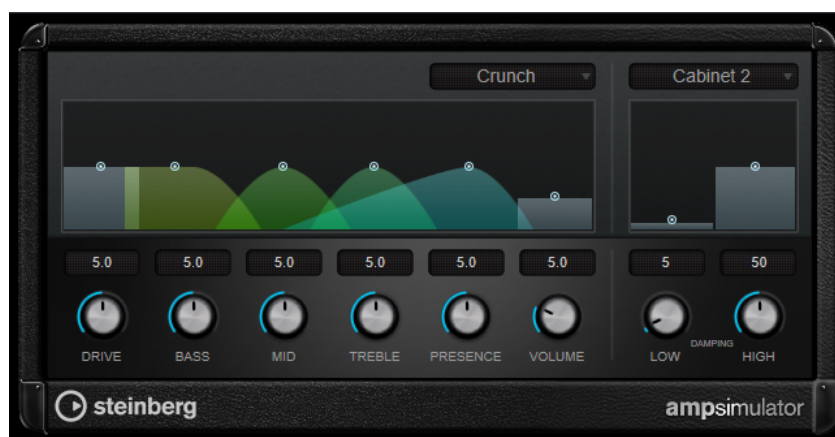 Crunch Cabinet 2
5.0 5.0 5.0 5.0 5.0 5.0 5 50
DRIVE BASS MID TREBLE PRESENCE VOLUME LOW DAMPING HIGH
steinberg ampsimulator